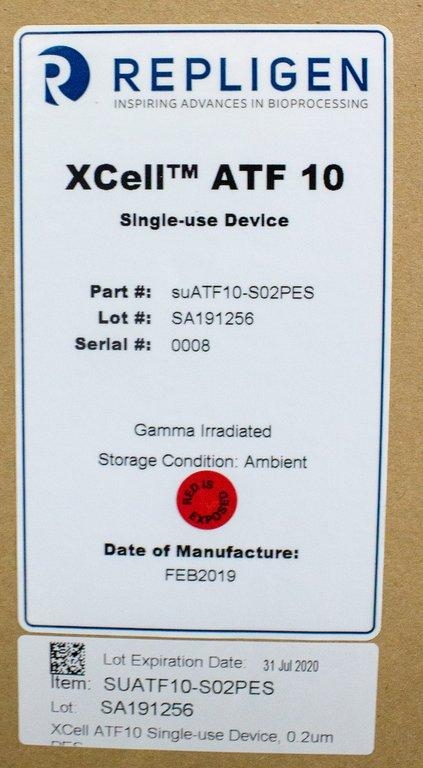 REPLIGEN
INSPIRING ADVANCES IN BIOPROCESSING
XCell™ ATF 10
Single-use Device
Part #: suATF10-S02PES
Lot #: SA191256
Serial #: 0008
Gamma Irradiated
Storage Condition: Ambient
RED IS
EXPOSED
Date of Manufacture:
FEB2019
Lot Expiration Date: 31 Jul 2020
Item: SUATF10-S02PES
Lot: SA191256
XCell ATF10 Single-use Device, 0.2um